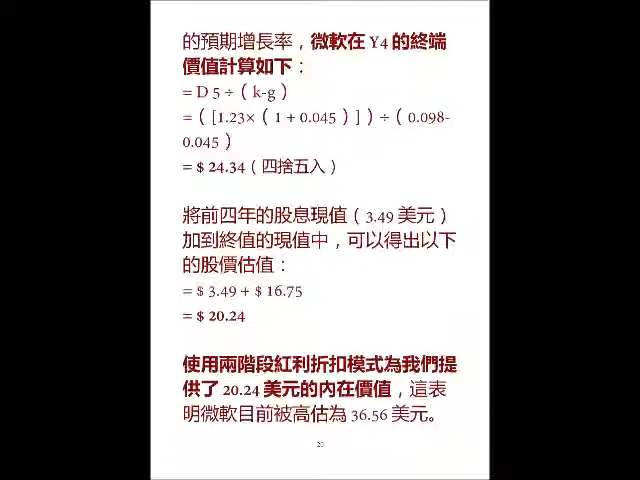 的預期增長率，微軟在 Y4 的終端
價值計算如下：
= D 5 ÷（ k-g ）
=（ [1.23×（ 1 + 0.045 ）] ）÷（ 0.098-
0.045 ）
= $ 24.34（四捨五入）
將前四年的股息現值（ 3.49 美元）
加到終值的現值中，可以得出以下
的股價估值：
= $ 3.49 + $ 16.75
= $ 20.24
使用兩階段紅利折扣模式為我們提
供了 20.24 美元的內在價值，這表
明微軟目前被高估為 36.56 美元。
20